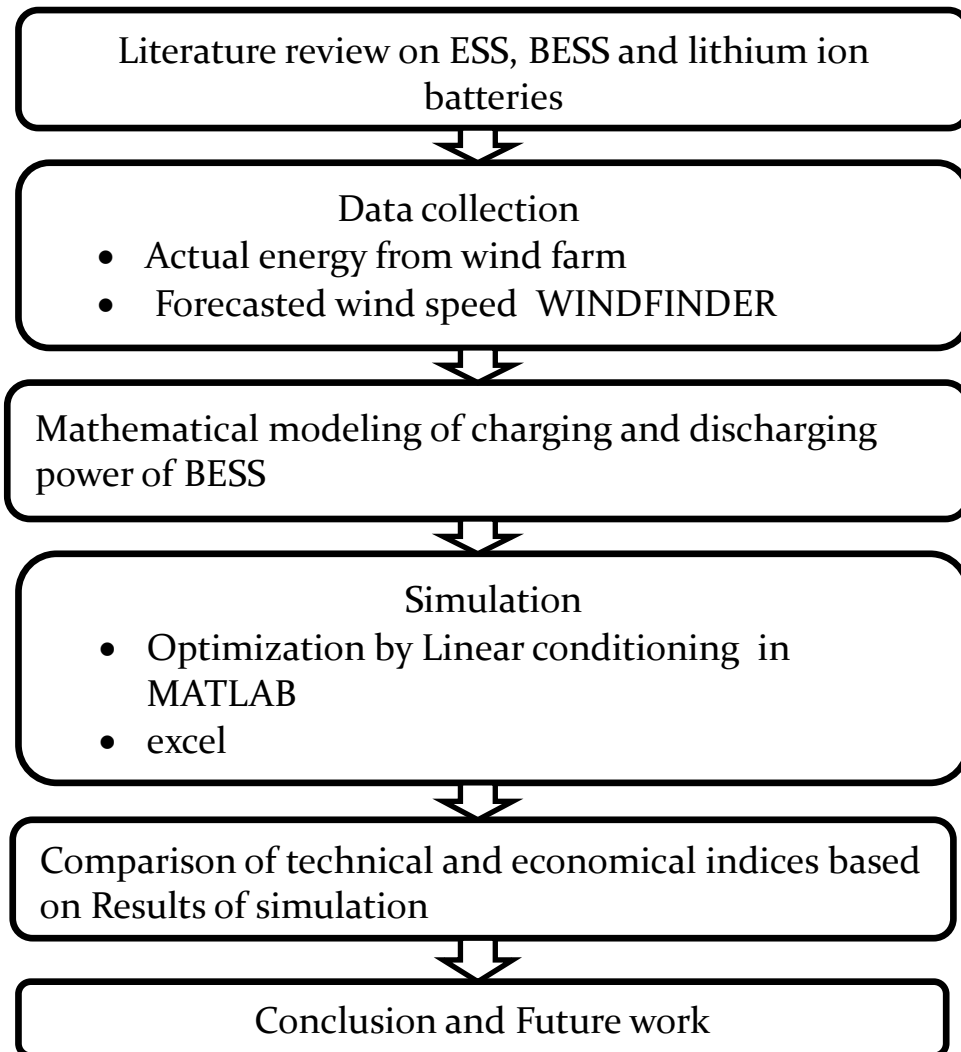 Literature review on ESS, BESS and lithium ion
batteries
Data collection
• Actual energy from wind farm
• Forecasted wind speed WINDFINDER
Mathematical modeling of charging and discharging
power of BESS
Simulation
• Optimization by Linear conditioning in
MATLAB
• excel
Comparison of technical and economical indices based
on Results of simulation
Conclusion and Future work